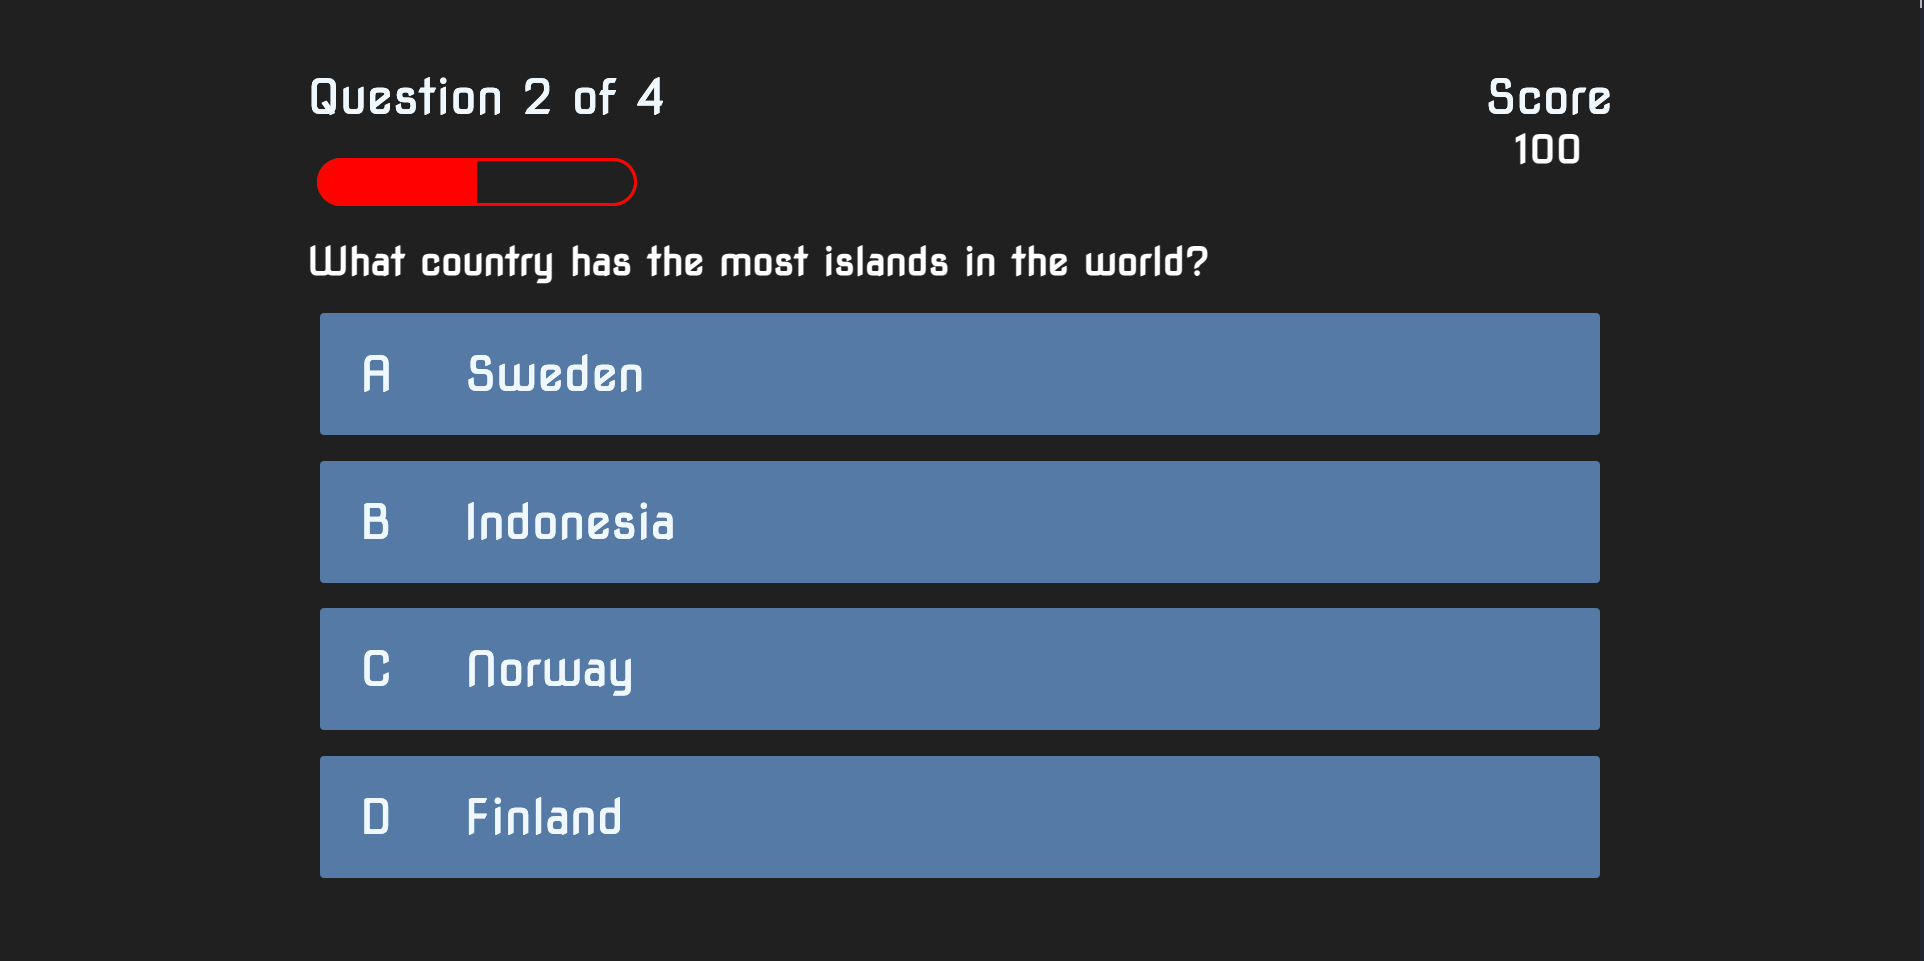 Question 2 of 4
Score
100
What country has the most islands in the world?
A Sweden
B Indonesia
C Norway
D Finland